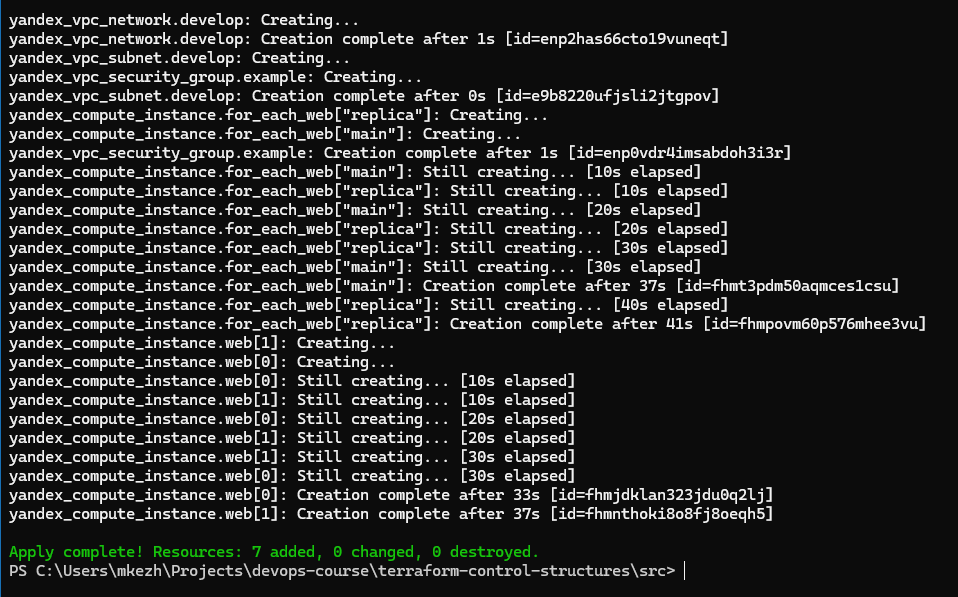 yandex_vpc_network.develop: Creating...
yandex_vpc_network.develop: Creation complete after 1s [id=enp2has66cto19vuneqt]
yandex_vpc_subnet.develop: Creating...
yandex_vpc_security_group.example: Creating...
yandex_vpc_subnet.develop: Creation complete after 0s [id=e9b8220ufjsli2jtgpov]
yandex_compute_instance.for_each_web["replica"]: Creating...
yandex_compute_instance.for_each_web["main"]: Creating...
yandex_vpc_security_group.example: Creation complete after 1s [id=enp0vdr4imsabdoh3i3r]
yandex_compute_instance.for_each_web["main"]: Still creating... [10s elapsed]
yandex_compute_instance.for_each_web["replica"]: Still creating... [10s elapsed]
yandex_compute_instance.for_each_web["main"]: Still creating... [20s elapsed]
yandex_compute_instance.for_each_web["replica"]: Still creating... [20s elapsed]
yandex_compute_instance.for_each_web["replica"]: Still creating... [30s elapsed]
yandex_compute_instance.for_each_web["main"]: Still creating... [30s elapsed]
yandex_compute_instance.for_each_web["main"]: Creation complete after 37s [id=fhmt3pdm50aqmces1csu]
yandex_compute_instance.for_each_web["replica"]: Still creating... [40s elapsed]
yandex_compute_instance.for_each_web["replica"]: Creation complete after 41s [id=fhmpovm60p576mhee3vu]
yandex_compute_instance.web[1]: Creating...
yandex_compute_instance.web[0]: Creating...
yandex_compute_instance.web[0]: Still creating... [10s elapsed]
yandex_compute_instance.web[1]: Still creating... [10s elapsed]
yandex_compute_instance.web[0]: Still creating... [20s elapsed]
yandex_compute_instance.web[1]: Still creating... [20s elapsed]
yandex_compute_instance.web[1]: Still creating... [30s elapsed]
yandex_compute_instance.web[0]: Still creating... [30s elapsed]
yandex_compute_instance.web[0]: Creation complete after 33s [id=fhmjdklan323jdu0q2lj]
yandex_compute_instance.web[1]: Creation complete after 37s [id=fhmnthoki8o8fj8oeqh5]
Apply complete! Resources: 7 added, 0 changed, 0 destroyed.
PS C:\Users\mkezh\Projects\devops-course\terraform-control-structures\src>